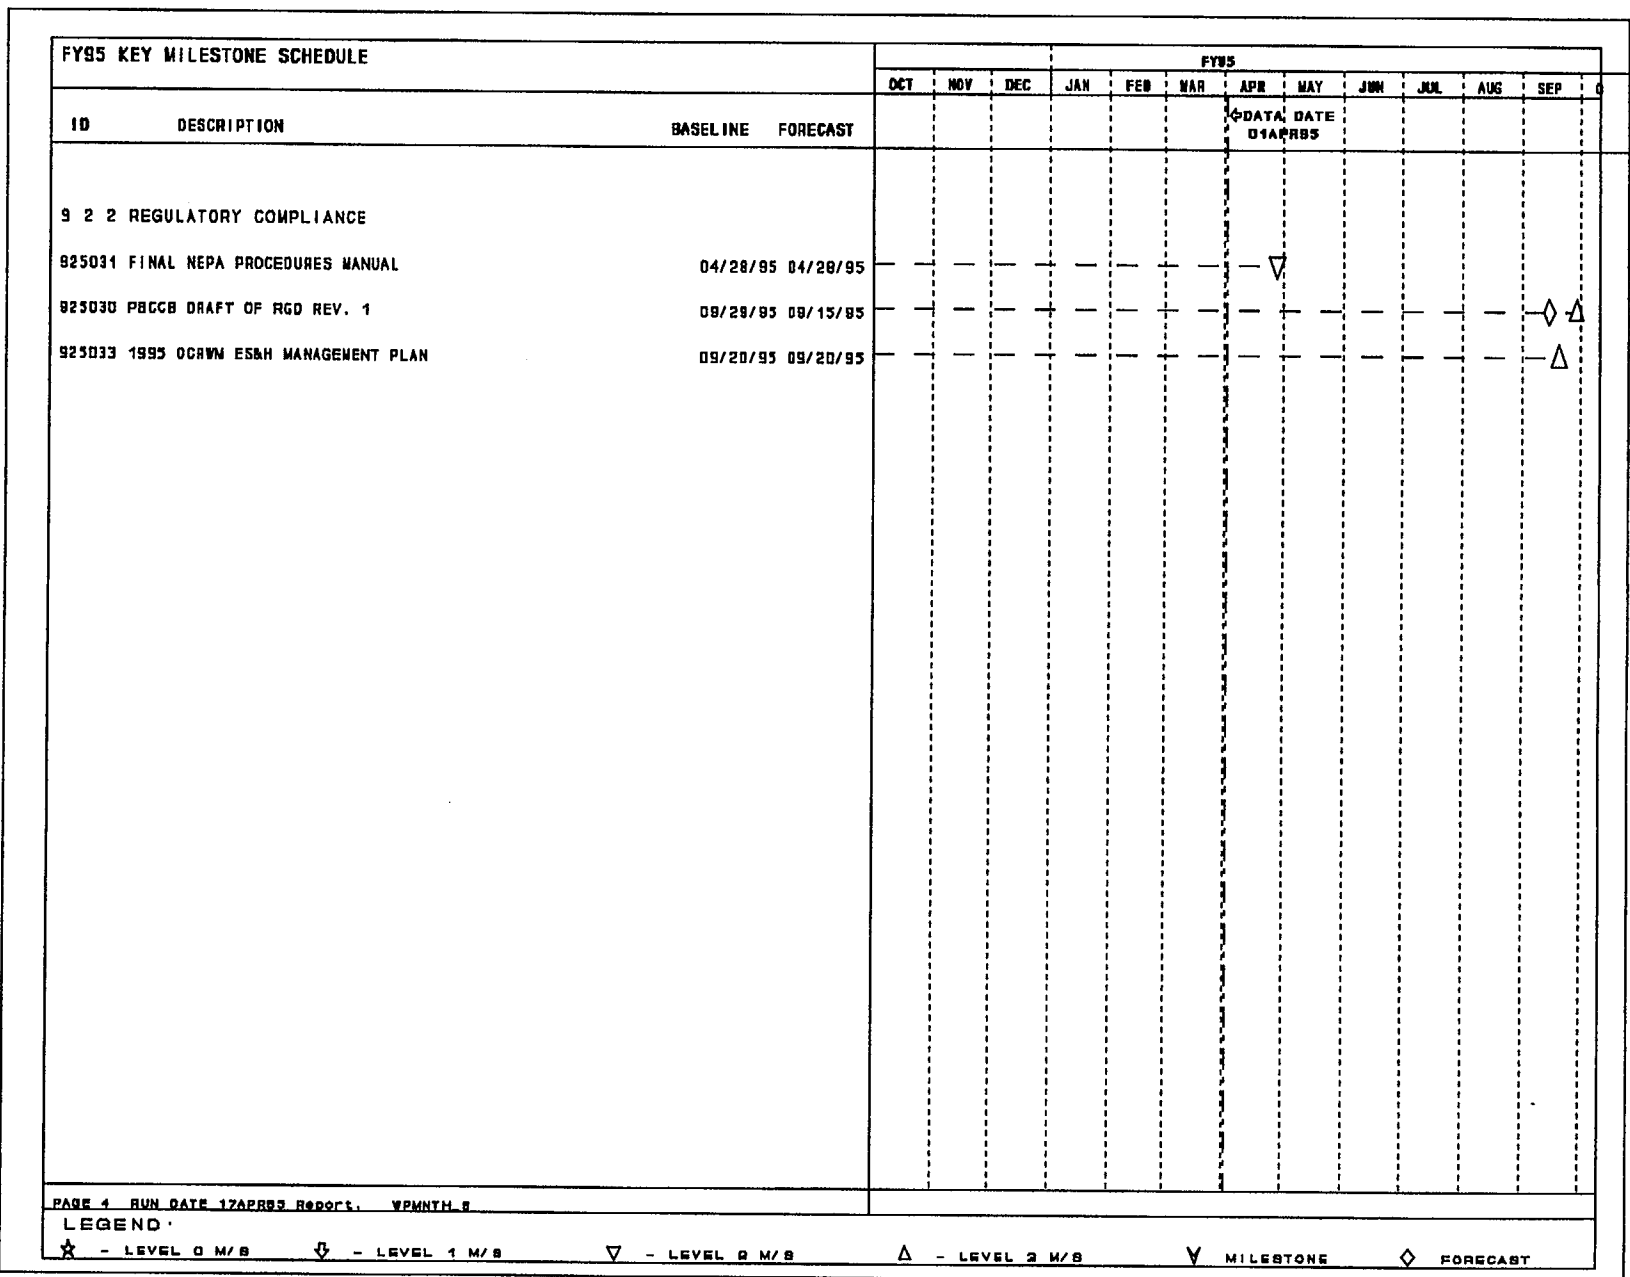 FY95 KEY MILESTONE SCHEDULE
FY95
OCT NOV DEC JAN FEB MAR APR MAY JUN JUL AUG SEP O
ID DESCRIPTION BASELINE FORECAST
DATA DATE
01APR95
9 2 2 REGULATORY COMPLIANCE
925031 FINAL NEPA PROCEDURES MANUAL 04/28/95 04/28/95
925030 PBCCB DRAFT OF RGD REV. 1 09/29/95 09/15/95
925033 1995 OCRWM ES&H MANAGEMENT PLAN 09/20/95 09/20/95
PAGE 4 RUN DATE 17APR95 Report.
LEGEND
- LEVEL 0 M/S - LEVEL 1 M/S - LEVEL 2 M/S - LEVEL 3 M/S MILESTONE FORECAST